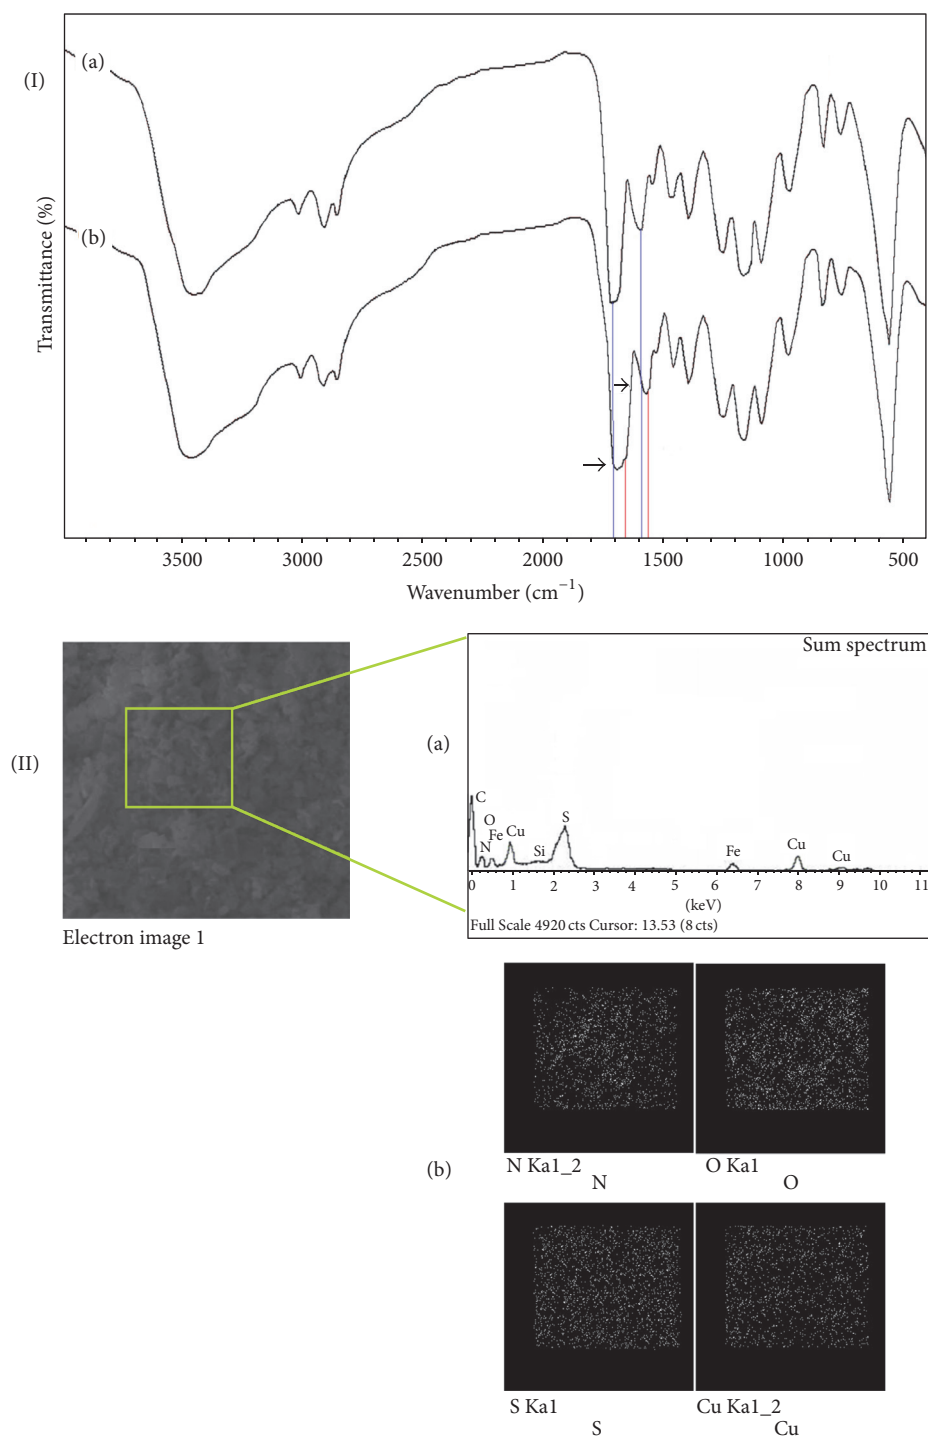 (I)
(a)
(b)
Transmittance (%)
3500 3000 2500 2000 1500 1000 500
Wavenumber (cm⁻¹)
(II)
Electron image 1
(a)
Sum spectrum
C
O
N
Fe
Cu
Si
S
Fe
Cu
Cu
0 1 2 3 4 5 6 7 8 9 10 11
(keV)
Full Scale 4920 cts Cursor: 13.53 (8 cts)
(b)
N Ka1_2
N
O Ka1
O
S Ka1
S
Cu Ka1_2
Cu